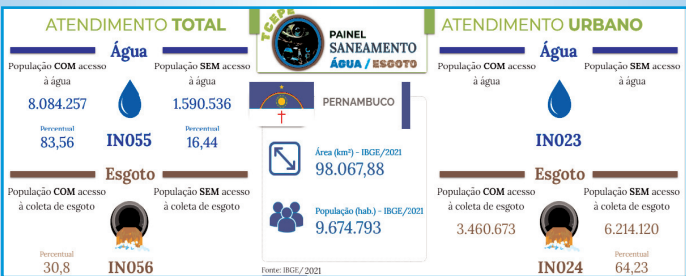 ATENDIMENTO TOTAL
Água
População COM acesso
à água
8.084.257
Percentual
83,56
IN055
População SEM acesso
à água
1.590.536
Percentual
16,44
Esgoto
População COM acesso
à coleta de esgoto
Percentual
30,8
IN056
População SEM acesso
à coleta de esgoto
TCEPE
PAINEL
SANEAMENTO
ÁGUA / ESGOTO
PERNAMBUCO
Área (km²) - IBGE/2021
98.067,88
População (hab.) - IBGE/2021
9.674.793
Fonte: IBGE/ 2021
ATENDIMENTO URBANO
Água
População COM acesso
à água
IN023
População SEM acesso
à água
Esgoto
População COM acesso
à coleta de esgoto
3.460.673
IN024
População SEM acesso
à coleta de esgoto
6.214.120
Percentual
64,23